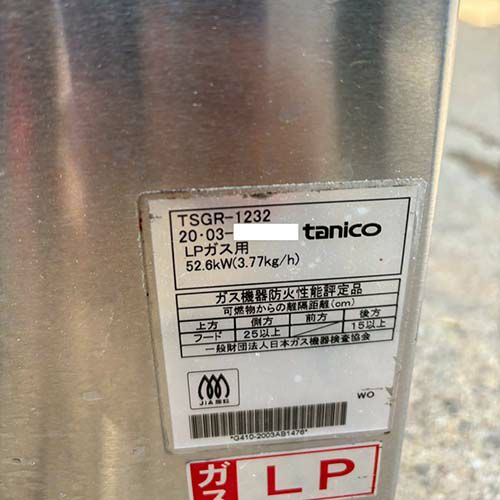 TSGR-1232
20·03- tanico
LPガス用
52.6kW(3.77kg/h)
ガス機器防火性能評定品
可燃物からの離隔距離(cm)
上方 側方 前方 後方
フード 25以上 15以上
一般財団法人日本ガス機器検査協会
JIA
WO
*G410-2003AB1476*
ガス LP